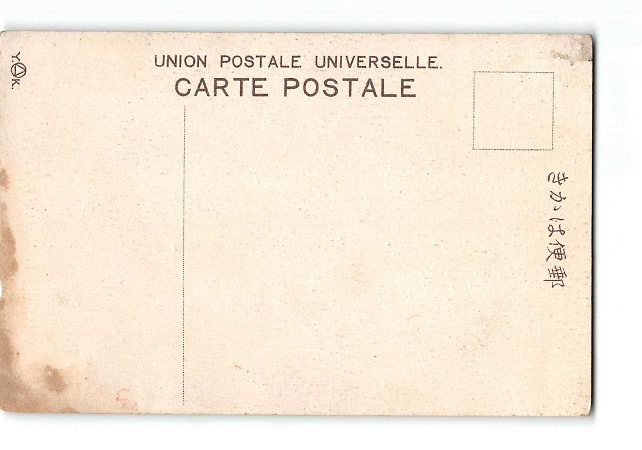 UNION POSTALE UNIVERSELLE.
CARTE POSTALE
Y K.
郵便はかき